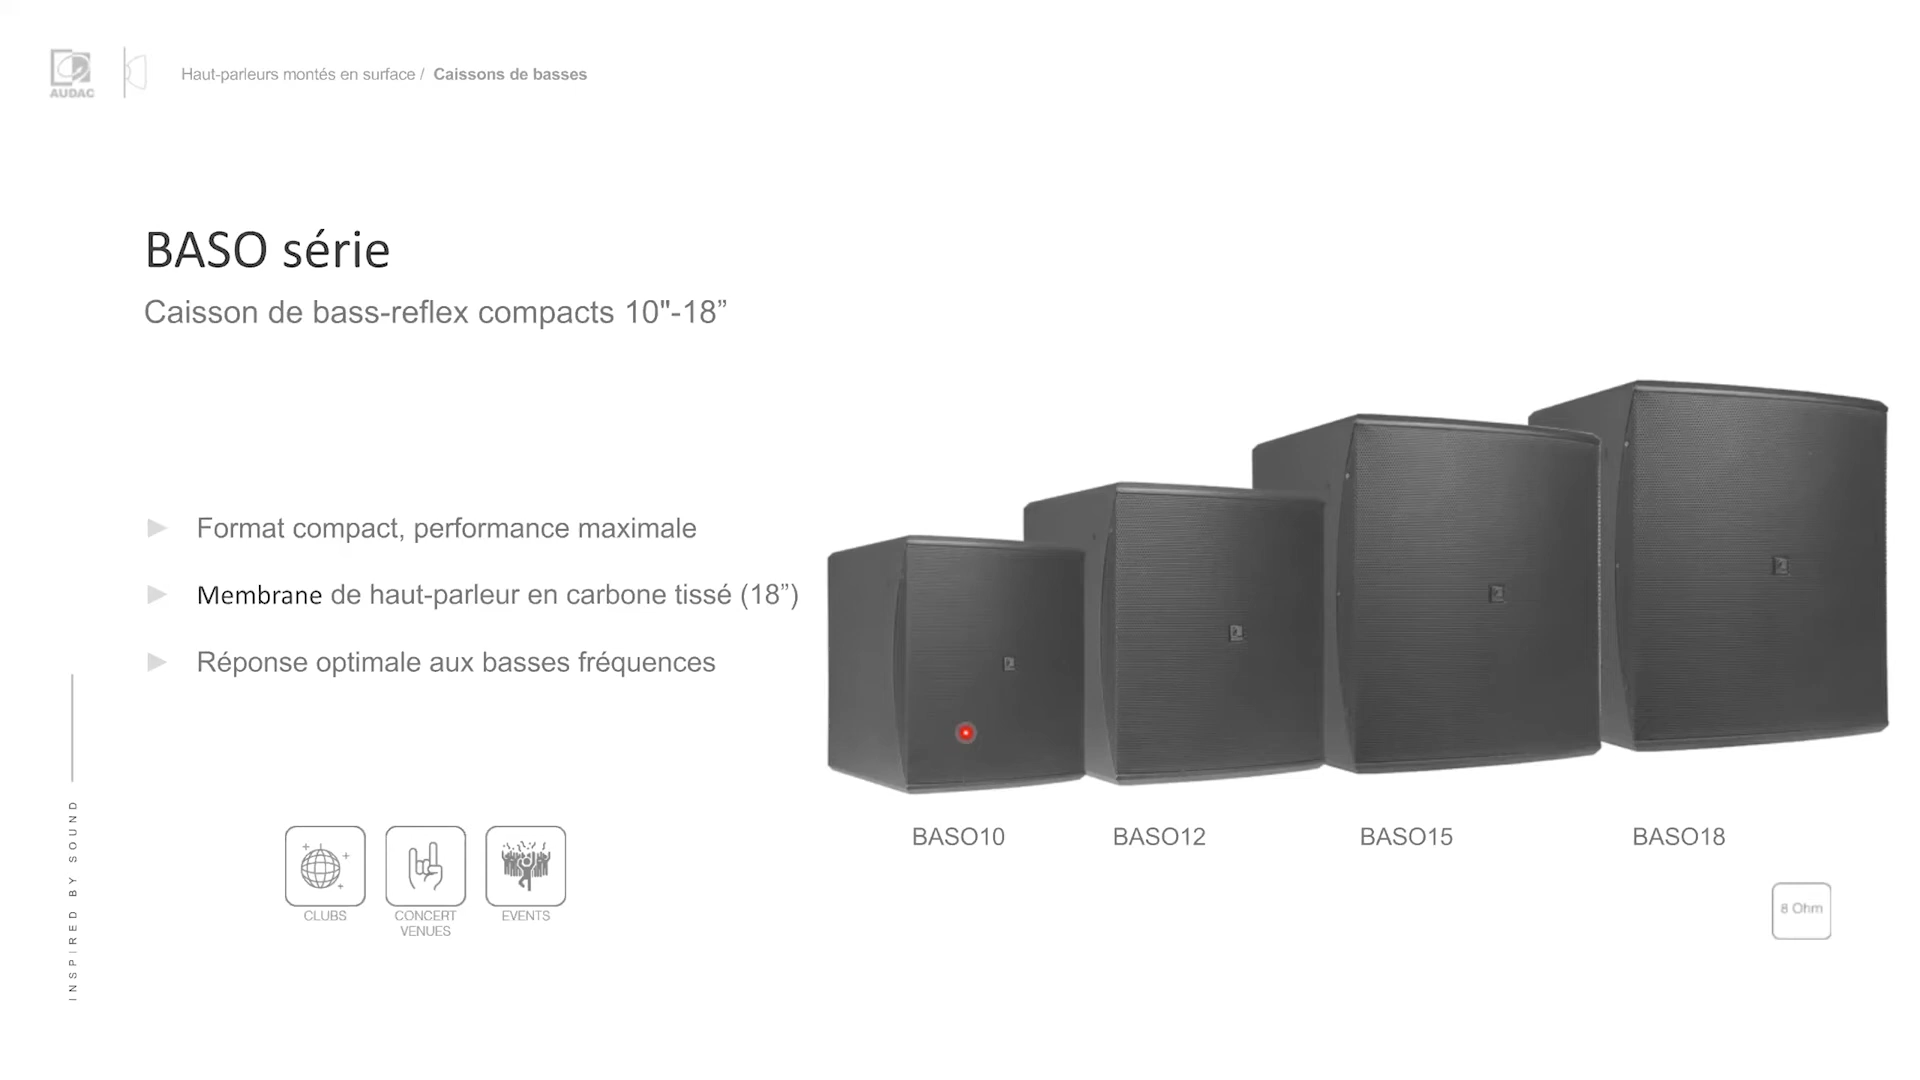 AUDAC
Haut-parleurs montés en surface / Caissons de basses
BASO série
Caisson de bass-reflex compacts 10"-18”
Format compact, performance maximale
Membrane de haut-parleur en carbone tissé (18”)
Réponse optimale aux basses fréquences
INSPIRED BY SOUND
CLUBS
CONCERT
VENUES
EVENTS
BASO10
BASO12
BASO15
BASO18
8 Ohm